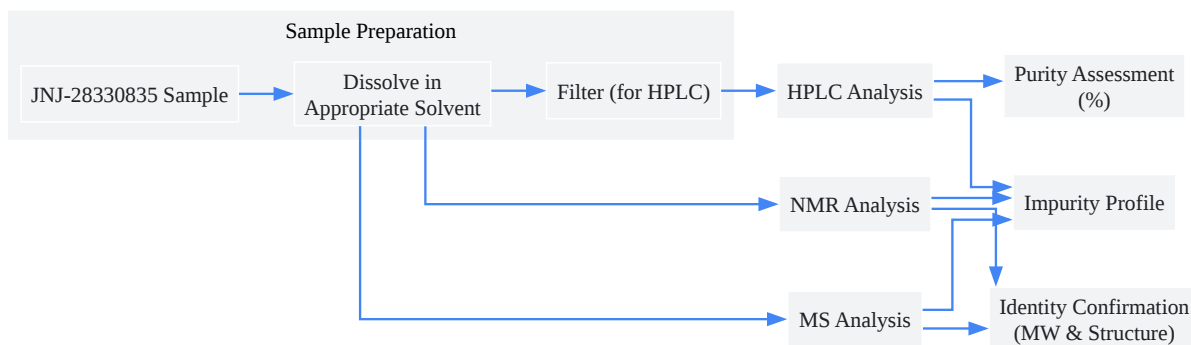 Sample Preparation
JNJ-28330835 Sample
Dissolve in
Appropriate Solvent
Filter (for HPLC)
HPLC Analysis
Purity Assessment
(%)
NMR Analysis
Impurity Profile
MS Analysis
Identity Confirmation
(MW & Structure)